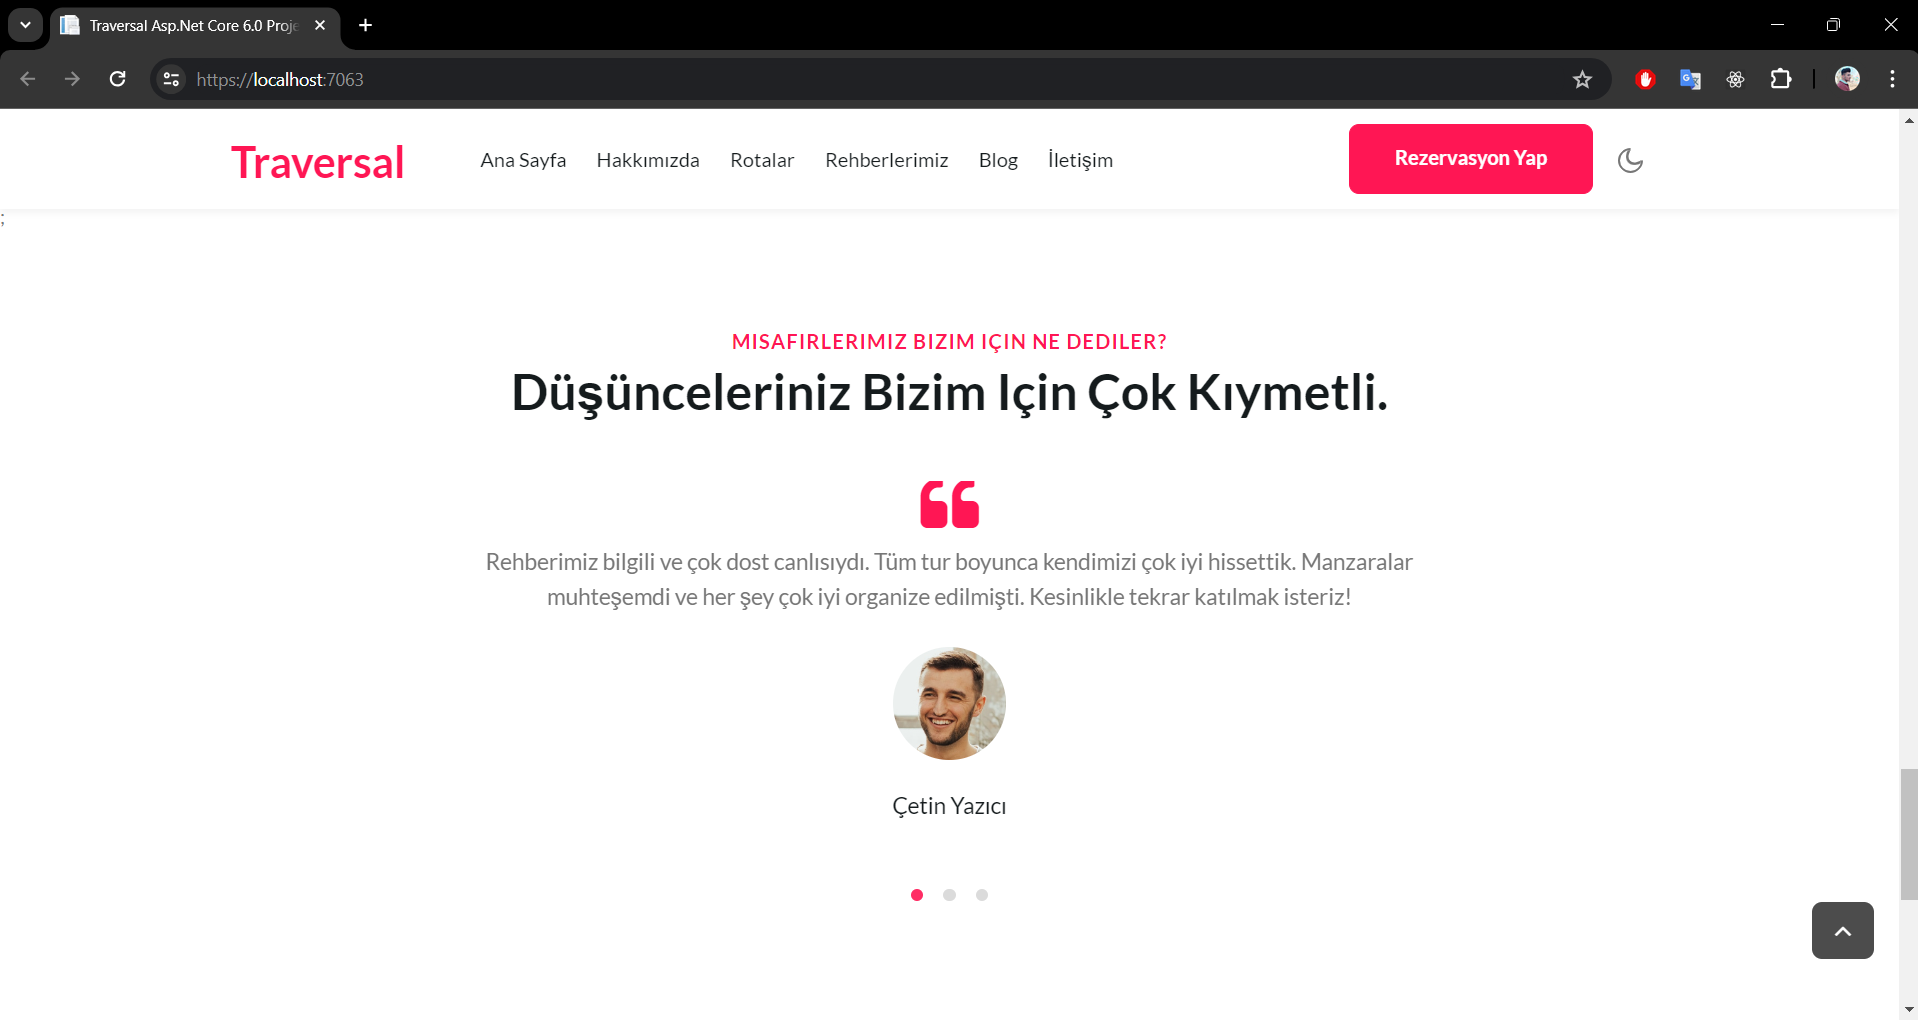 Traversal Asp.Net Core 6.0 Proje
https://localhost:7063
Traversal
Ana Sayfa Hakkımızda Rotalar Rehberlerimiz Blog İletişim
Rezervasyon Yap
;
MISAFIRLERIMIZ BIZIM IÇIN NE DEDILER?
Düşünceleriniz Bizim Için Çok Kıymetli.
Rehberimiz bilgili ve çok dost canlısıydı. Tüm tur boyunca kendimizi çok iyi hissettik. Manzaralar
muhteşemdi ve her şey çok iyi organize edilmişti. Kesinlikle tekrar katılmak isteriz!
Çetin Yazıcı